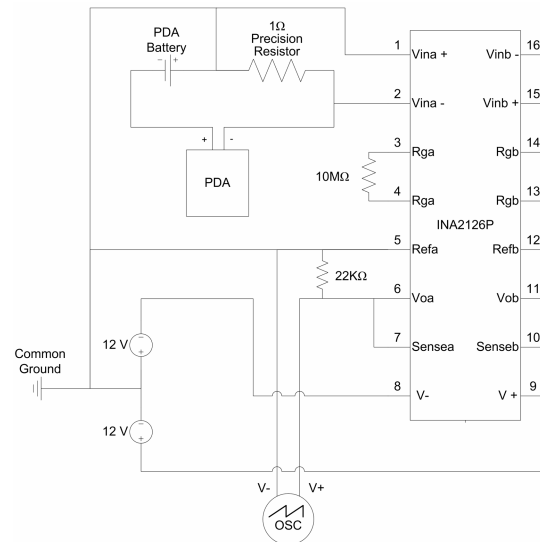 PDA
Battery
− +
1Ω
Precision
Resistor
+ -
PDA
1 Vina + Vinb - 16
2 Vina - Vinb + 15
3 Rga Rgb 14
10MΩ
4 Rga Rgb 13
INA2126P
5 Refa Refb 12
22KΩ
6 Voa Vob 11
7 Sensea Senseb 10
8 V- V + 9
12 V − +
Common
Ground
12 V − +
V- V+
OSC